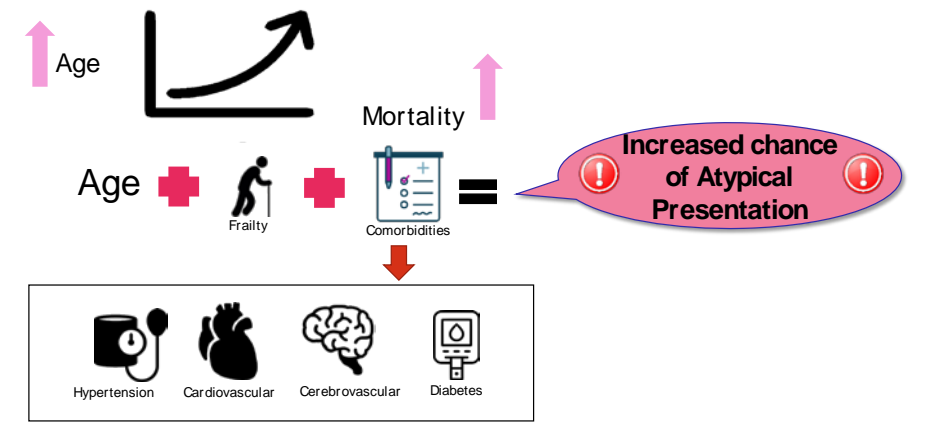 Age
Mortality
Age
Frailty
Comorbidities
Increased chance
of Atypical
Presentation
Hypertension
Cardiovascular
Cerebrovascular
Diabetes